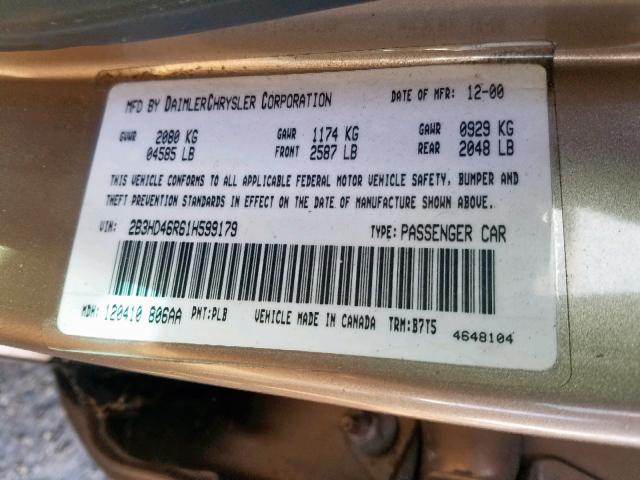 MFD BY DAIMLERCHRYSLER CORPORATION DATE OF MFR: 12-00
GVWR 2080 KG GAWR 1174 KG GAWR 0929 KG
04585 LB FRONT 2587 LB REAR 2048 LB
THIS VEHICLE CONFORMS TO ALL APPLICABLE FEDERAL MOTOR VEHICLE SAFETY, BUMPER AND
THEFT PREVENTION STANDARDS IN EFFECT ON THE DATE OF MANUFACTURE SHOWN ABOVE.
VIN: 2B3HD46R61H599179 TYPE: PASSENGER CAR
MDH: 120410 806AA PNT:PLB VEHICLE MADE IN CANADA TRM:B7T5
4648104